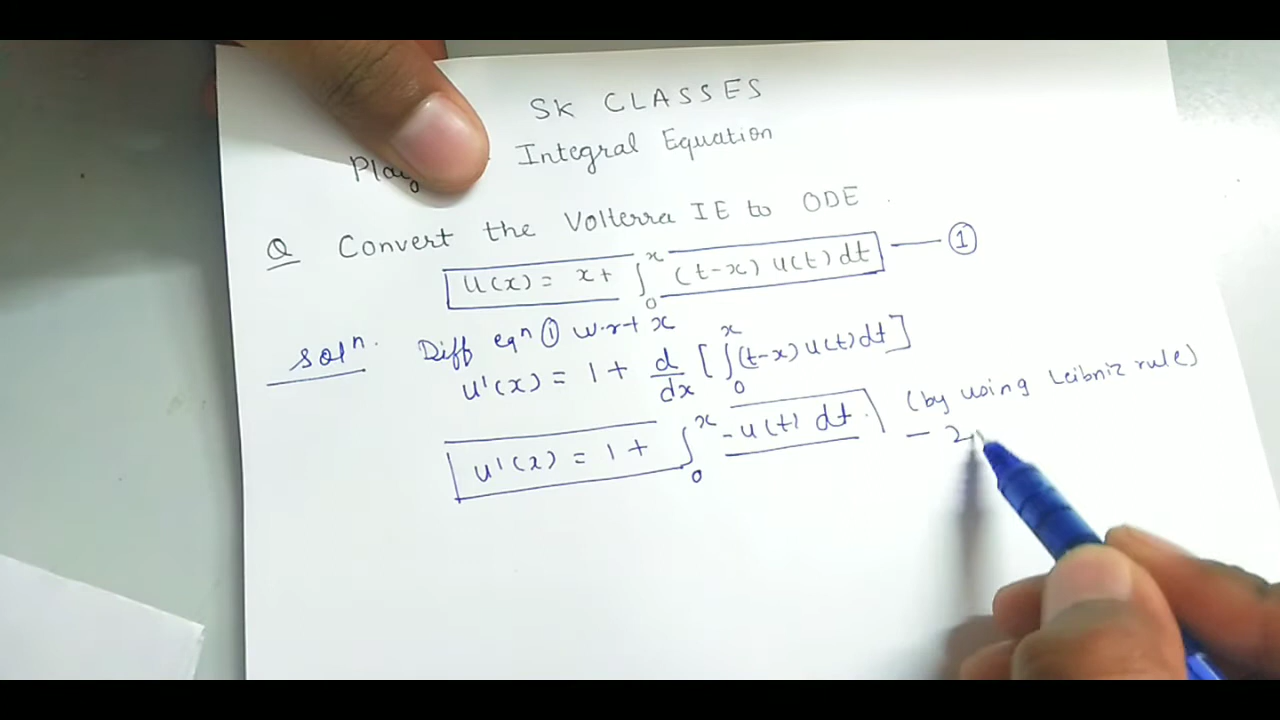 SK CLASSES
Integral Equation
Q Convert the Volterra IE to ODE
u(x) = x + ∫₀ˣ (t-x) u(t) dt — ①
Solⁿ. Diff eqⁿ ① w.r.t x
u'(x) = 1 + d/dx [∫₀ˣ (t-x) u(t) dt]
u'(x) = 1 + ∫₀ˣ -u(t) dt. (by using Leibniz rule) — 2